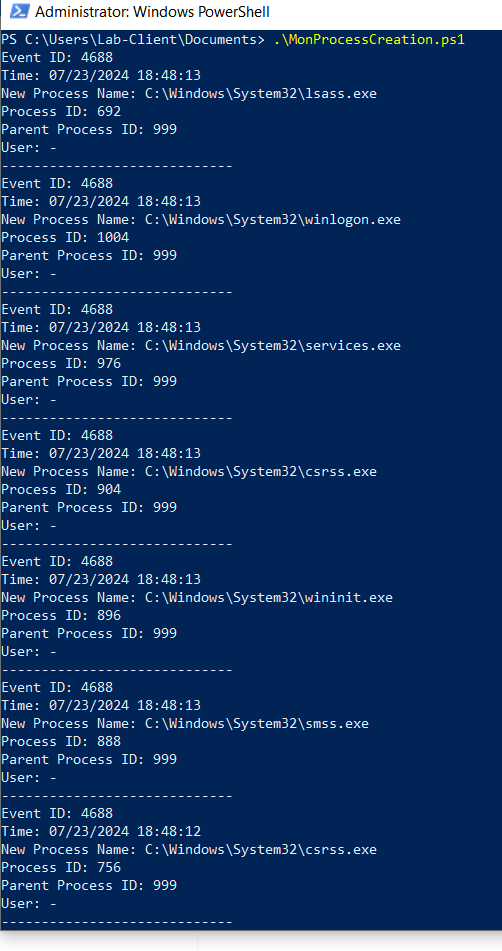 Administrator: Windows PowerShell
PS C:\Users\Lab-Client\Documents> .\MonProcessCreation.ps1
Event ID: 4688
Time: 07/23/2024 18:48:13
New Process Name: C:\Windows\System32\lsass.exe
Process ID: 692
Parent Process ID: 999
User: -
-----------------------------
Event ID: 4688
Time: 07/23/2024 18:48:13
New Process Name: C:\Windows\System32\winlogon.exe
Process ID: 1004
Parent Process ID: 999
User: -
-----------------------------
Event ID: 4688
Time: 07/23/2024 18:48:13
New Process Name: C:\Windows\System32\services.exe
Process ID: 976
Parent Process ID: 999
User: -
-----------------------------
Event ID: 4688
Time: 07/23/2024 18:48:13
New Process Name: C:\Windows\System32\csrss.exe
Process ID: 904
Parent Process ID: 999
User: -
-----------------------------
Event ID: 4688
Time: 07/23/2024 18:48:13
New Process Name: C:\Windows\System32\wininit.exe
Process ID: 896
Parent Process ID: 999
User: -
-----------------------------
Event ID: 4688
Time: 07/23/2024 18:48:13
New Process Name: C:\Windows\System32\smss.exe
Process ID: 888
Parent Process ID: 999
User: -
-----------------------------
Event ID: 4688
Time: 07/23/2024 18:48:12
New Process Name: C:\Windows\System32\csrss.exe
Process ID: 756
Parent Process ID: 999
User: -
-----------------------------